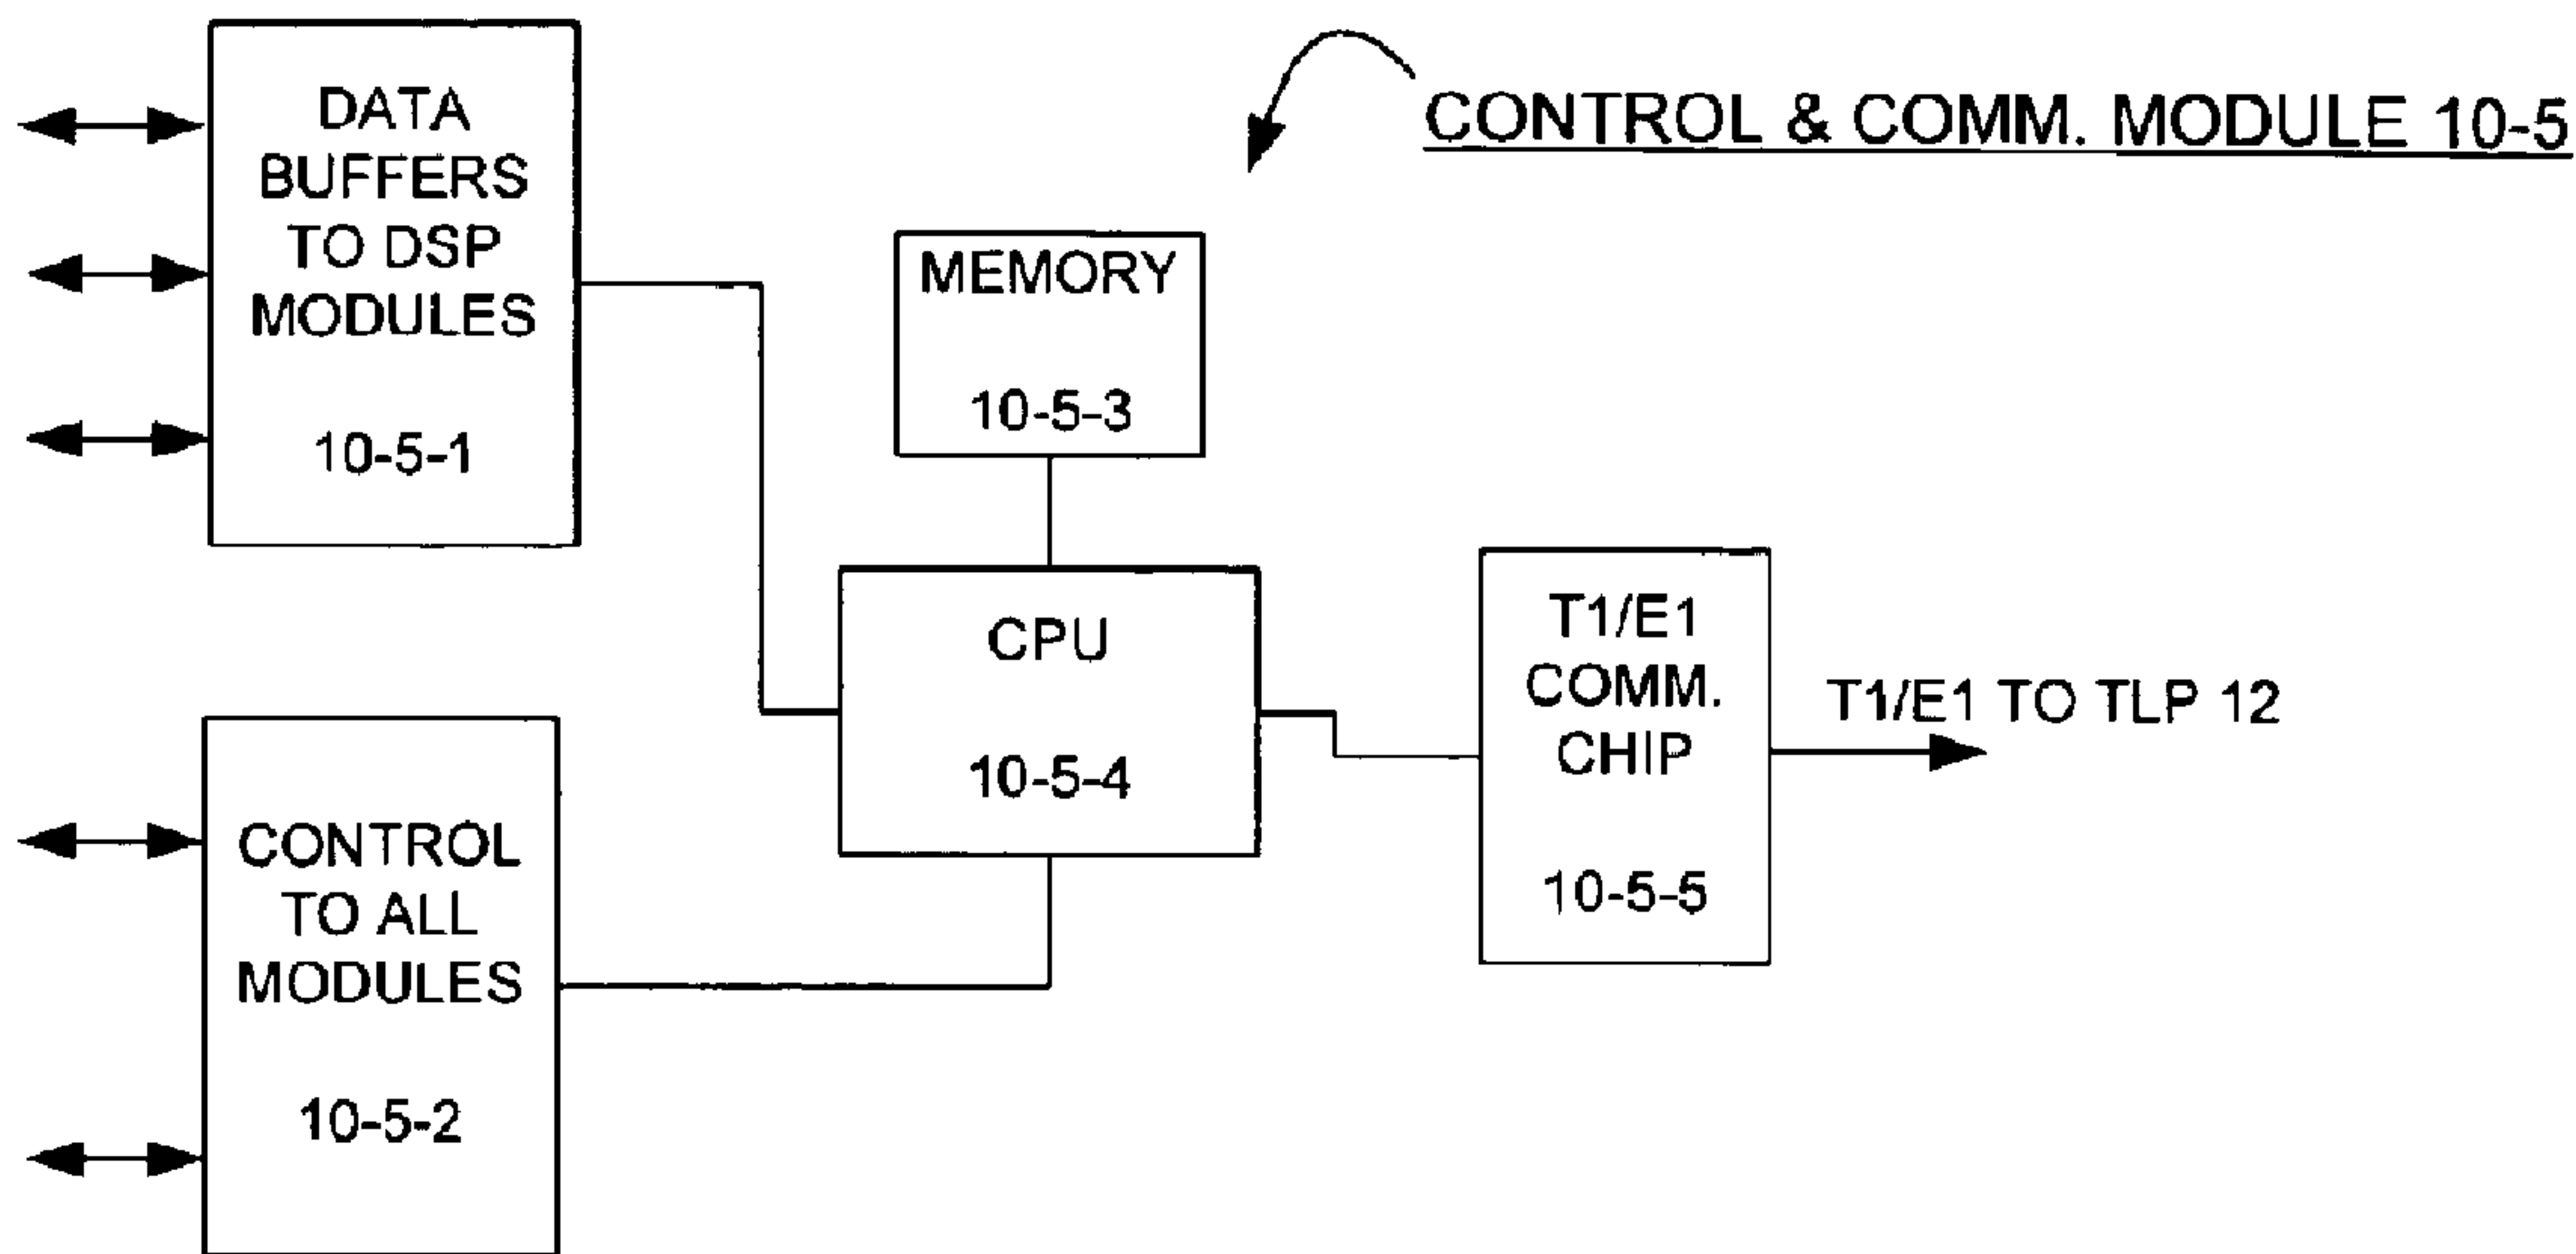 DATA
BUFFERS
TO DSP
MODULES
10-5-1
CONTROL & COMM. MODULE 10-5
MEMORY
10-5-3
CPU
10-5-4
T1/E1
COMM.
CHIP
10-5-5
T1/E1 TO TLP 12
CONTROL
TO ALL
MODULES
10-5-2